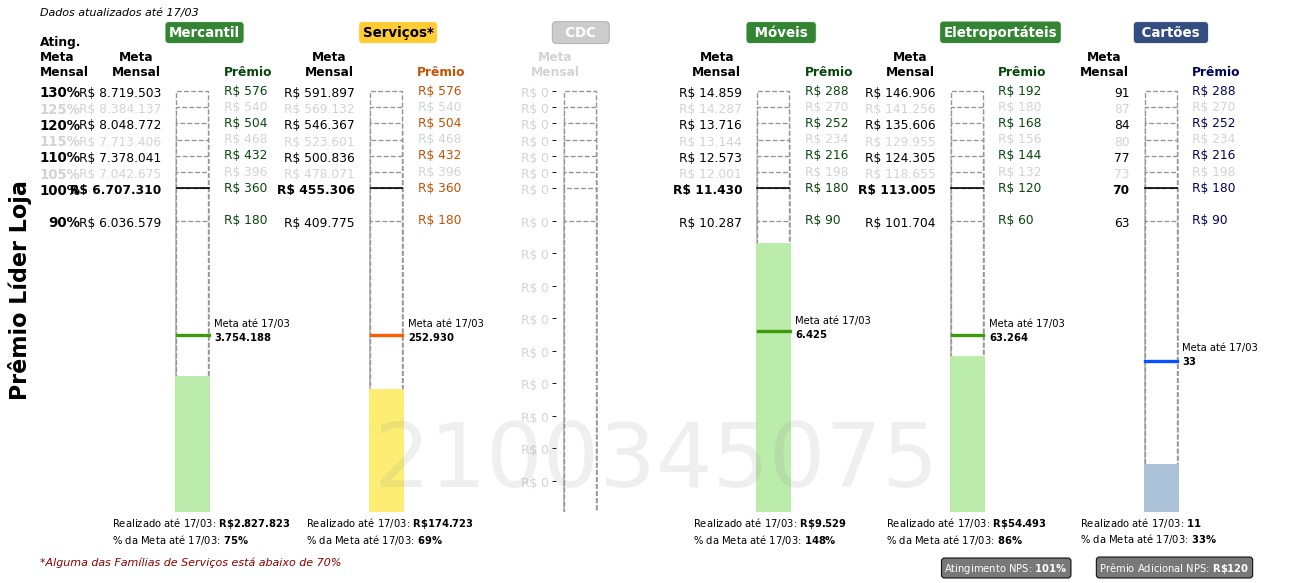 Dados atualizados até 17/03
Mercantil Serviços* CDC Móveis Eletroportáteis Cartões
Ating. Meta Mensal Meta Mensal Prêmio Meta Mensal Prêmio Meta Mensal Meta Mensal Prêmio Meta Mensal Prêmio Meta Mensal Prêmio
130% R$ 8.719.503 R$ 576 R$ 591.897 R$ 576 R$ 0 R$ 14.859 R$ 288 R$ 146.906 R$ 192 91 R$ 288
125% R$ 8.384.137 R$ 540 R$ 569.132 R$ 540 R$ 0 R$ 14.287 R$ 270 R$ 141.256 R$ 180 87 R$ 270
120% R$ 8.048.772 R$ 504 R$ 546.367 R$ 504 R$ 0 R$ 13.716 R$ 252 R$ 135.606 R$ 168 84 R$ 252
115% R$ 7.713.406 R$ 468 R$ 523.601 R$ 468 R$ 0 R$ 13.144 R$ 234 R$ 129.955 R$ 156 80 R$ 234
110% R$ 7.378.041 R$ 432 R$ 500.836 R$ 432 R$ 0 R$ 12.573 R$ 216 R$ 124.305 R$ 144 77 R$ 216
105% R$ 7.042.675 R$ 396 R$ 478.071 R$ 396 R$ 0 R$ 12.001 R$ 198 R$ 118.655 R$ 132 73 R$ 198
100% R$ 6.707.310 R$ 360 R$ 455.306 R$ 360 R$ 0 R$ 11.430 R$ 180 R$ 113.005 R$ 120 70 R$ 180
90% R$ 6.036.579 R$ 180 R$ 409.775 R$ 180 R$ 0 R$ 10.287 R$ 90 R$ 101.704 R$ 60 63 R$ 90
R$ 0
R$ 0
R$ 0
R$ 0
R$ 0
R$ 0
R$ 0
R$ 0
Prêmio Líder Loja
Meta até 17/03
3.754.188
Meta até 17/03
252.930
Meta até 17/03
6.425
Meta até 17/03
63.264
Meta até 17/03
33
2100345075
Realizado até 17/03: R$2.827.823
% da Meta até 17/03: 75%
Realizado até 17/03: R$174.723
% da Meta até 17/03: 69%
Realizado até 17/03: R$9.529
% da Meta até 17/03: 148%
Realizado até 17/03: R$54.493
% da Meta até 17/03: 86%
Realizado até 17/03: 11
% da Meta até 17/03: 33%
*Alguma das Famílias de Serviços está abaixo de 70%
Atingimento NPS: 101%
Prêmio Adicional NPS: R$120